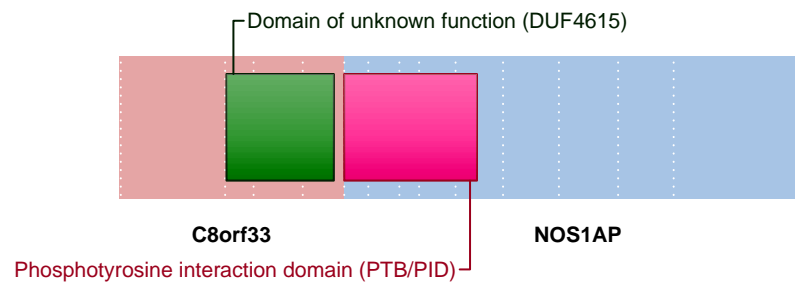 Domain of unknown function (DUF4615)
C8orf33
NOS1AP
Phosphotyrosine interaction domain (PTB/PID)